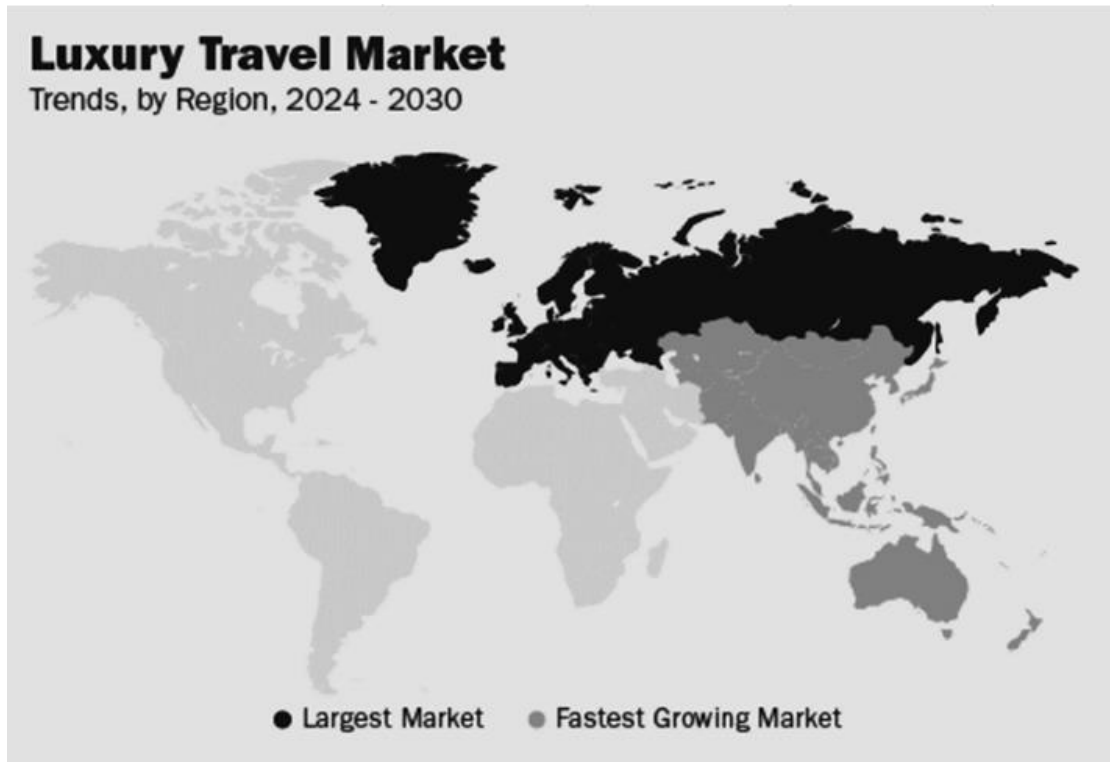 Luxury Travel Market
Trends, by Region, 2024 - 2030
Largest Market
Fastest Growing Market